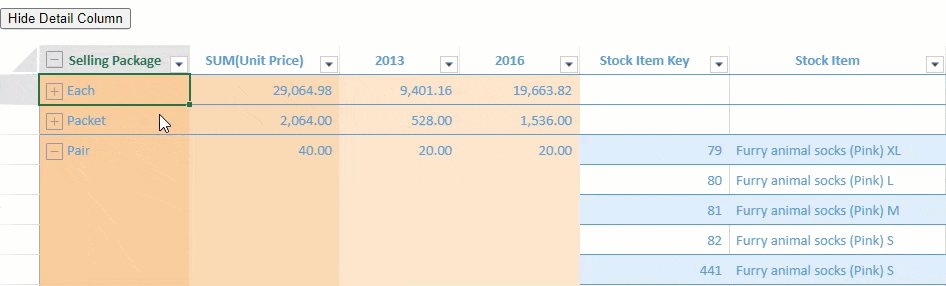 Hide Detail Column
Selling Package SUM(Unit Price) 2013 2016 Stock Item Key Stock Item
Each 29,064.98 9,401.16 19,663.82
Packet 2,064.00 528.00 1,536.00
Pair 40.00 20.00 20.00 79 Furry animal socks (Pink) XL
80 Furry animal socks (Pink) L
81 Furry animal socks (Pink) M
82 Furry animal socks (Pink) S
441 Furry animal socks (Pink) S